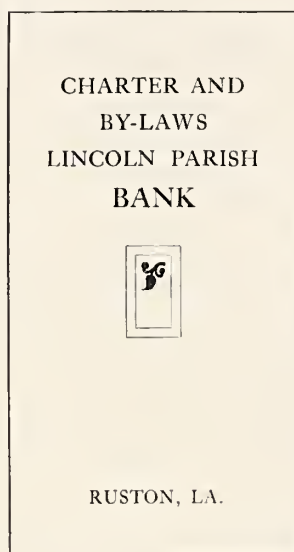 CHARTER AND
BY-LAWS
LINCOLN PARISH
BANK
RUSTON, LA.